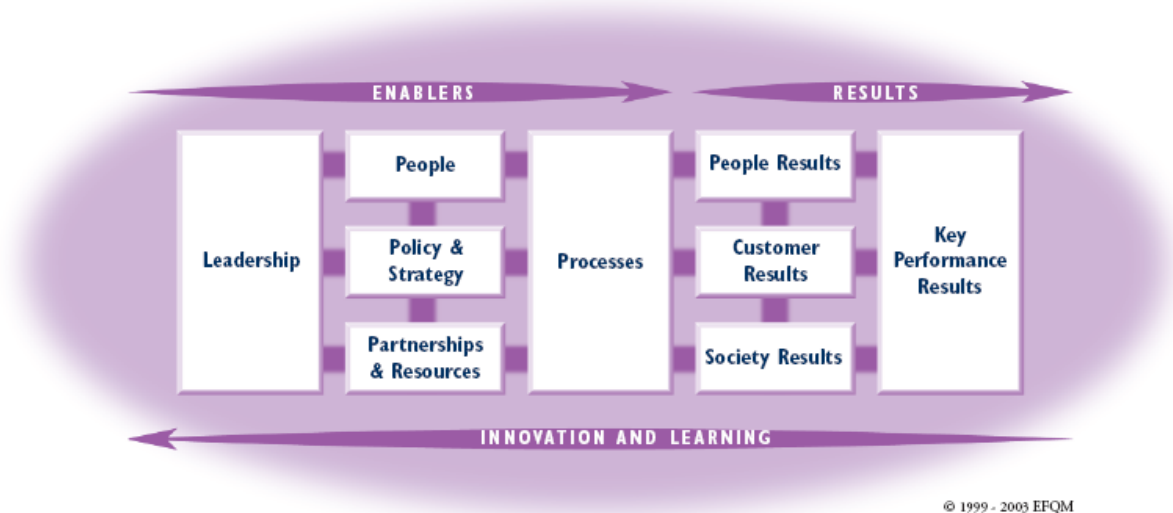 ENABLERS
RESULTS
Leadership
People
Policy &
Strategy
Partnerships
& Resources
Processes
People Results
Customer
Results
Society Results
Key
Performance
Results
INNOVATION AND LEARNING
© 1999 - 2003 EFQM